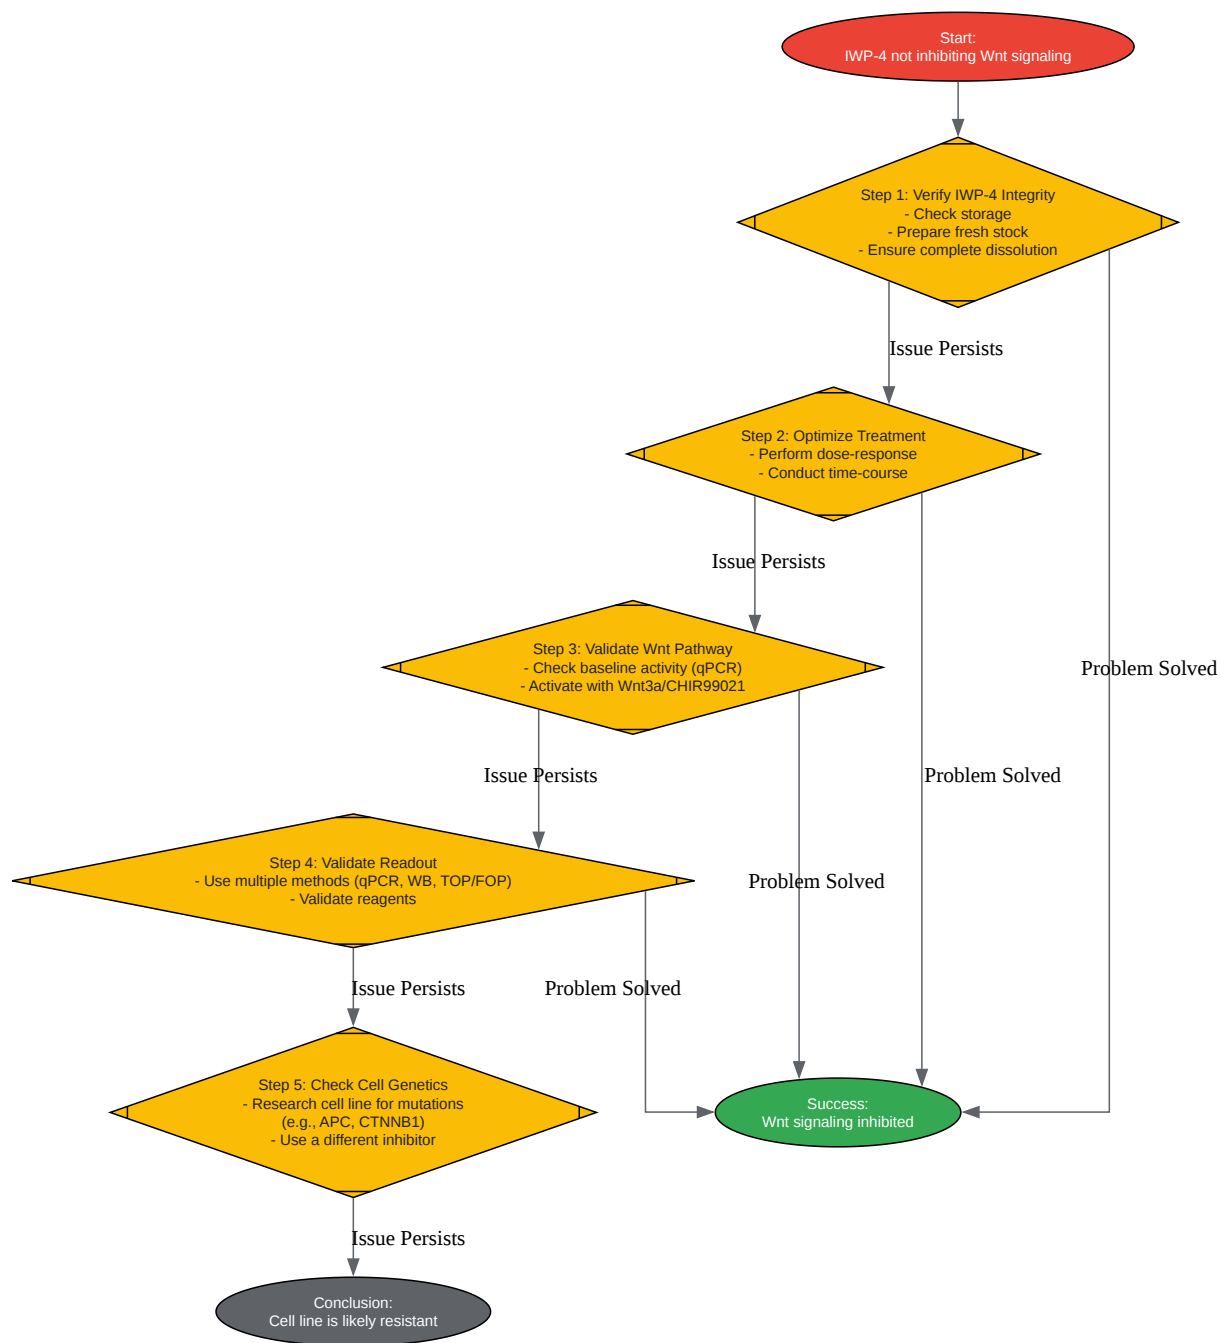 Start:
IWP-4 not inhibiting Wnt signaling
Step 1: Verify IWP-4 Integrity
- Check storage
- Prepare fresh stock
- Ensure complete dissolution
Issue Persists
Step 2: Optimize Treatment
- Perform dose-response
- Conduct time-course
Issue Persists
Step 3: Validate Wnt Pathway
- Check baseline activity (qPCR)
- Activate with Wnt3a/CHIR99021
Problem Solved
Issue Persists
Problem Solved
Step 4: Validate Readout
- Use multiple methods (qPCR, WB, TOP/FOP)
- Validate reagents
Problem Solved
Issue Persists
Problem Solved
Step 5: Check Cell Genetics
- Research cell line for mutations
(e.g., APC, CTNNB1)
- Use a different inhibitor
Success:
Wnt signaling inhibited
Issue Persists
Conclusion:
Cell line is likely resistant